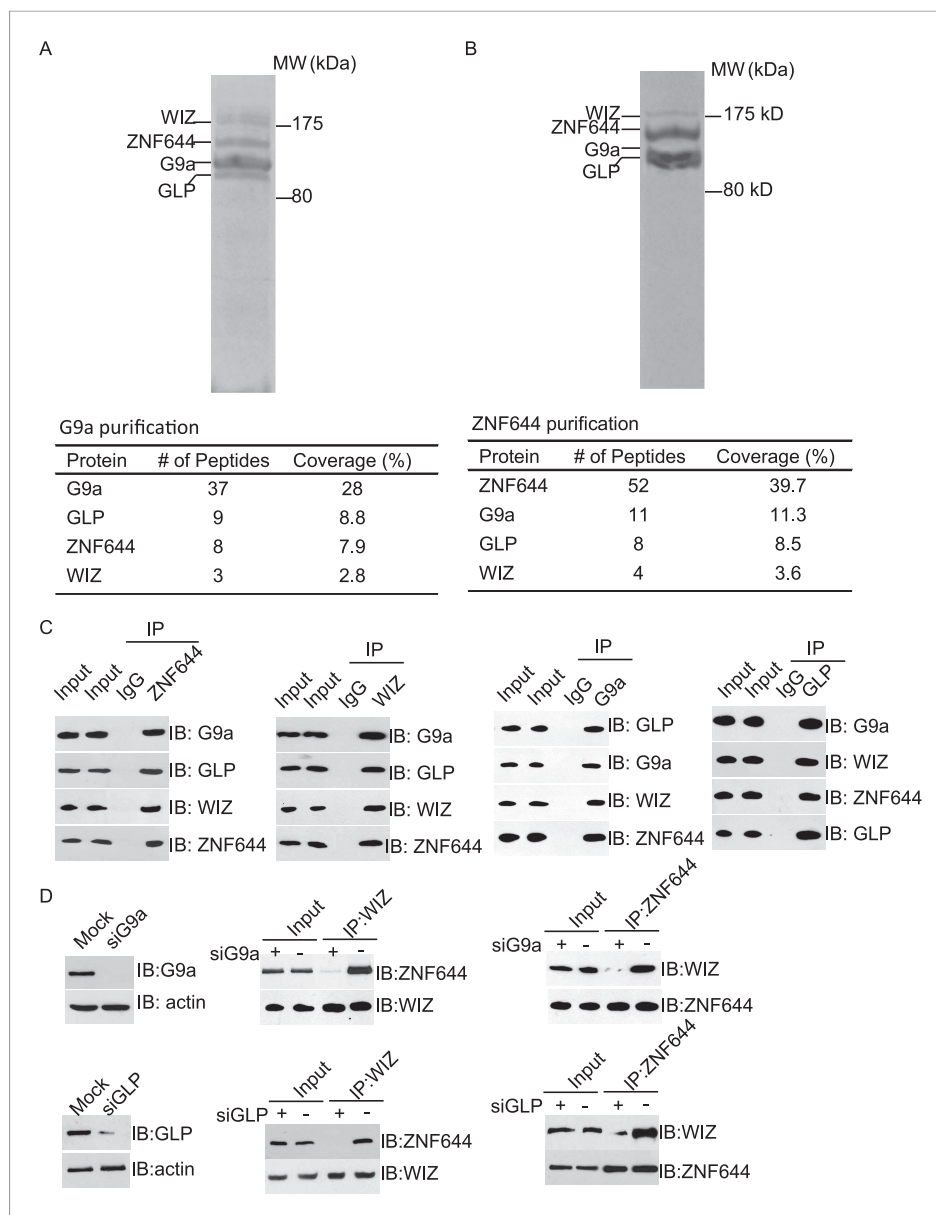 A
MW (kDa)
WIZ
175
ZNF644
G9a
GLP
80
B
MW (kDa)
WIZ
175 kD
ZNF644
G9a
GLP
80 kD
G9a purification
Protein # of Peptides Coverage (%)
G9a 37 28
GLP 9 8.8
ZNF644 8 7.9
WIZ 3 2.8
ZNF644 purification
Protein # of Peptides Coverage (%)
ZNF644 52 39.7
G9a 11 11.3
GLP 8 8.5
WIZ 4 3.6
C
IP
Input Input IgG ZNF644
IB: G9a
IB: GLP
IB: WIZ
IB: ZNF644
IP
Input Input IgG WIZ
IB: G9a
IB: GLP
IB: WIZ
IB: ZNF644
IP
Input Input IgG G9a
IB: GLP
IB: G9a
IB: WIZ
IB: ZNF644
IP
Input Input IgG GLP
IB: G9a
IB: WIZ
IB: ZNF644
IB: GLP
D
Mock siG9a
IB:G9a
IB: actin
Input IP:WIZ
siG9a + - + -
IB:ZNF644
IB:WIZ
Input IP:ZNF644
siG9a + - + -
IB:WIZ
IB:ZNF644
Mock siGLP
IB:GLP
IB:actin
Input IP:WIZ
siGLP + - + -
IB:ZNF644
IB:WIZ
Input IP:ZNF644
siGLP + - + -
IB:WIZ
IB:ZNF644